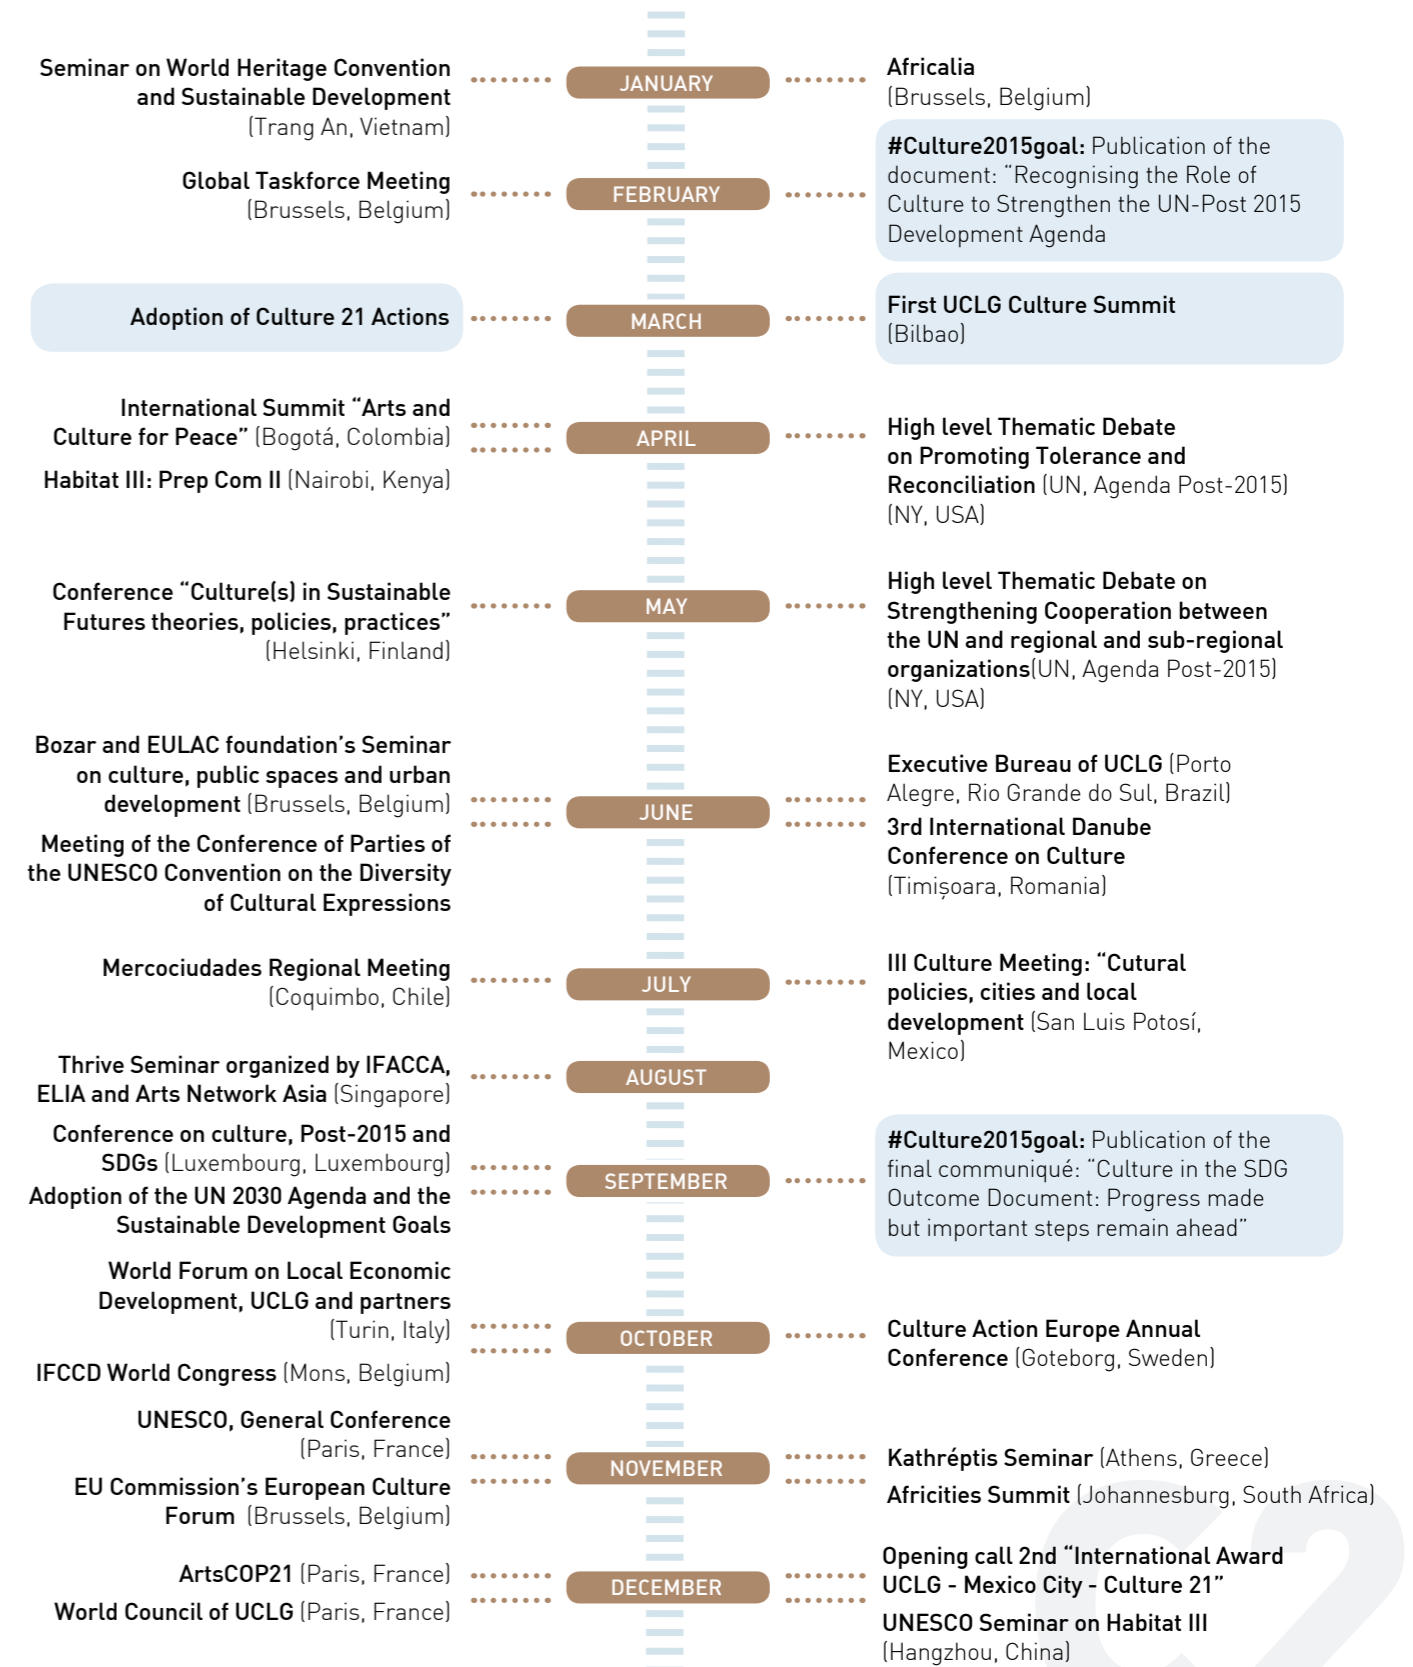 Seminar on World Heritage Convention
and Sustainable Development
(Trang An, Vietnam)
JANUARY
Africalia
(Brussels, Belgium)
Global Taskforce Meeting
(Brussels, Belgium)
FEBRUARY
#Culture2015goal: Publication of the
document: “Recognising the Role of
Culture to Strengthen the UN-Post 2015
Development Agenda
Adoption of Culture 21 Actions
MARCH
First UCLG Culture Summit
(Bilbao)
International Summit “Arts and
Culture for Peace” (Bogotá, Colombia)
Habitat III: Prep Com II (Nairobi, Kenya)
APRIL
High level Thematic Debate
on Promoting Tolerance and
Reconciliation (UN, Agenda Post-2015)
(NY, USA)
Conference “Culture(s) in Sustainable
Futures theories, policies, practices”
(Helsinki, Finland)
MAY
High level Thematic Debate on
Strengthening Cooperation between
the UN and regional and sub-regional
organizations(UN, Agenda Post-2015)
(NY, USA)
Bozar and EULAC foundation’s Seminar
on culture, public spaces and urban
development (Brussels, Belgium)
Meeting of the Conference of Parties of
the UNESCO Convention on the Diversity
of Cultural Expressions
JUNE
Executive Bureau of UCLG (Porto
Alegre, Rio Grande do Sul, Brazil)
3rd International Danube
Conference on Culture
(Timișoara, Romania)
Mercociudades Regional Meeting
(Coquimbo, Chile)
JULY
III Culture Meeting: “Cutural
policies, cities and local
development (San Luis Potosí,
Mexico)
Thrive Seminar organized by IFACCA,
ELIA and Arts Network Asia (Singapore)
AUGUST
Conference on culture, Post-2015 and
SDGs (Luxembourg, Luxembourg)
Adoption of the UN 2030 Agenda and the
Sustainable Development Goals
SEPTEMBER
#Culture2015goal: Publication of the
final communiqué: “Culture in the SDG
Outcome Document: Progress made
but important steps remain ahead”
World Forum on Local Economic
Development, UCLG and partners
(Turin, Italy)
IFCCD World Congress (Mons, Belgium)
OCTOBER
Culture Action Europe Annual
Conference (Goteborg, Sweden)
UNESCO, General Conference
(Paris, France)
EU Commission’s European Culture
Forum (Brussels, Belgium)
NOVEMBER
Kathréptis Seminar (Athens, Greece)
Africities Summit (Johannesburg, South Africa)
ArtsCOP21 (Paris, France)
World Council of UCLG (Paris, France)
DECEMBER
Opening call 2nd “International Award
UCLG - Mexico City - Culture 21”
UNESCO Seminar on Habitat III
(Hangzhou, China)
C2